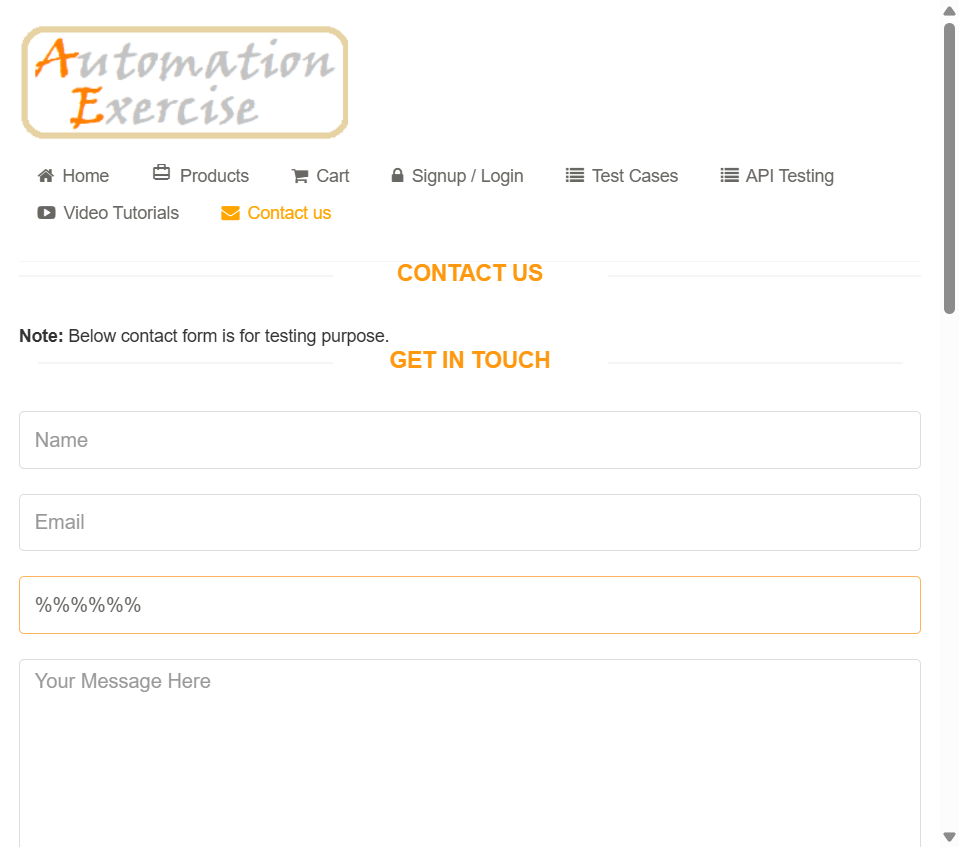 Automation
Exercise
Home Products Cart Signup / Login Test Cases API Testing
Video Tutorials Contact us
CONTACT US
Note: Below contact form is for testing purpose.
GET IN TOUCH
Name
Email
%%%%%%
Your Message Here